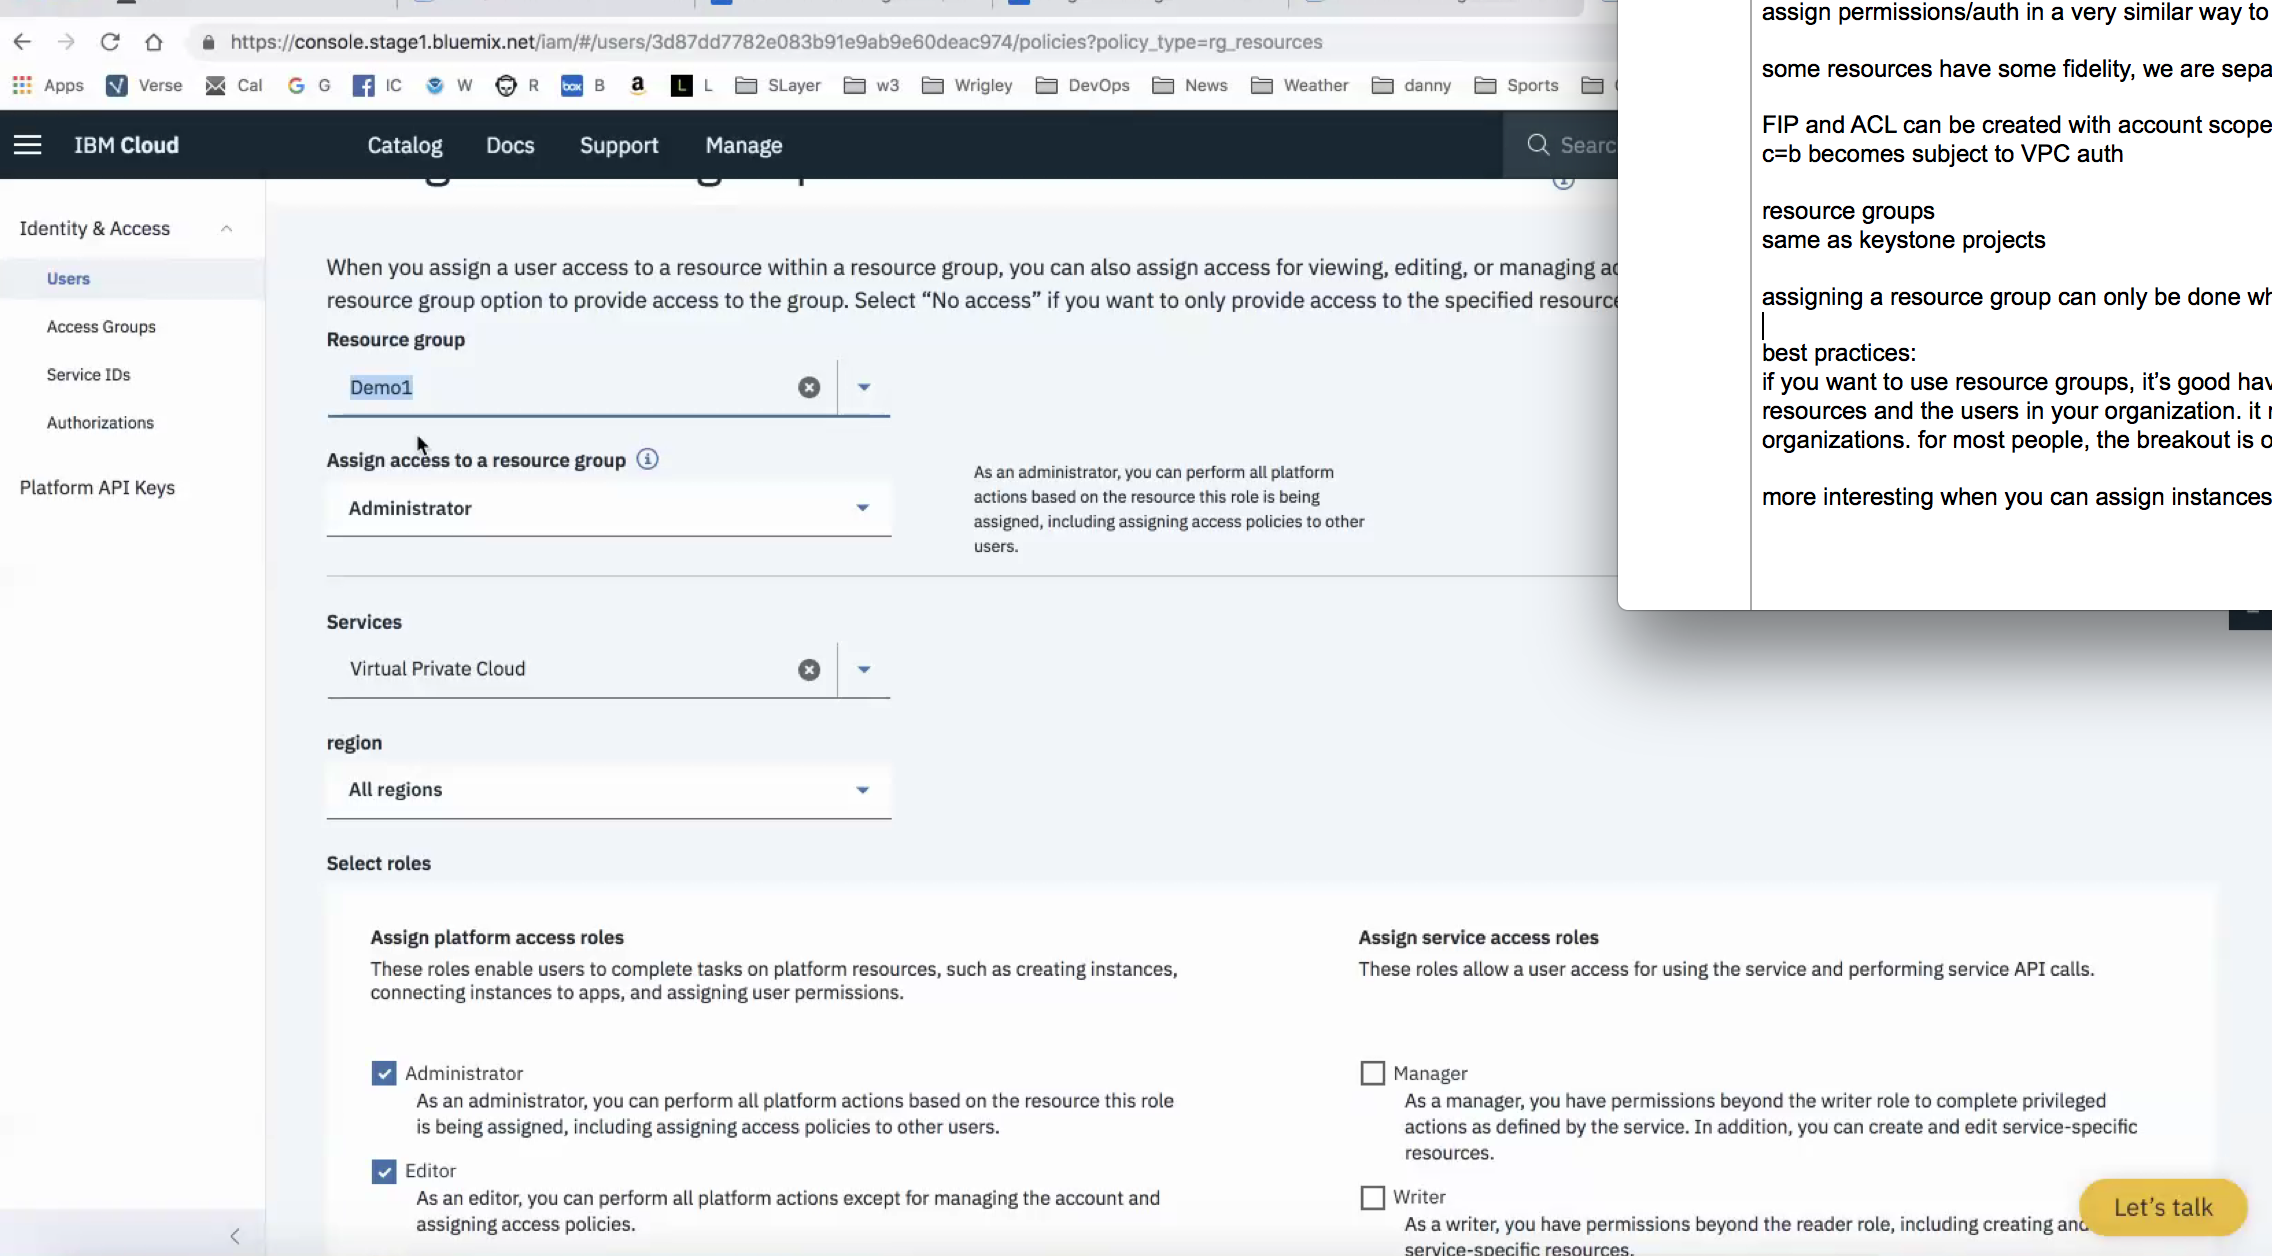 https://console.stage1.bluemix.net/iam/#/users/3d87dd7782e083b91e9ab9e60deac974/policies?policy_type=rg_resources
Apps Verse Cal G IC W R B L SLayer w3 Wrigley DevOps News Weather danny Sports
IBM Cloud Catalog Docs Support Manage
Identity & Access
Users
Access Groups
Service IDs
Authorizations
Platform API Keys
When you assign a user access to a resource within a resource group, you can also assign access for viewing, editing, or managing
resource group option to provide access to the group. Select “No access” if you want to only provide access to the specified
Resource group
Demo1
Assign access to a resource group
Administrator
As an administrator, you can perform all platform
actions based on the resource this role is being
assigned, including assigning access policies to other
users.
Services
Virtual Private Cloud
region
All regions
Select roles
Assign platform access roles
These roles enable users to complete tasks on platform resources, such as creating instances,
connecting instances to apps, and assigning user permissions.
Administrator
As an administrator, you can perform all platform actions based on the resource this role
is being assigned, including assigning access policies to other users.
Editor
As an editor, you can perform all platform actions except for managing the account and
assigning access policies.
Assign service access roles
These roles allow a user access for using the service and performing service API calls.
Manager
As a manager, you have permissions beyond the writer role to complete privileged
actions as defined by the service. In addition, you can create and edit service-specific
resources.
Writer
As a writer, you have permissions beyond the reader role, including creating and
service-specific resources.
Let’s talk
assign permissions/auth in a very similar way to
some resources have some fidelity, we are
FIP and ACL can be created with account scope
c=b becomes subject to VPC auth
resource groups
same as keystone projects
assigning a resource group can only be done
best practices:
if you want to use resource groups, it’s good
resources and the users in your organization. it
organizations. for most people, the breakout is
more interesting when you can assign instances